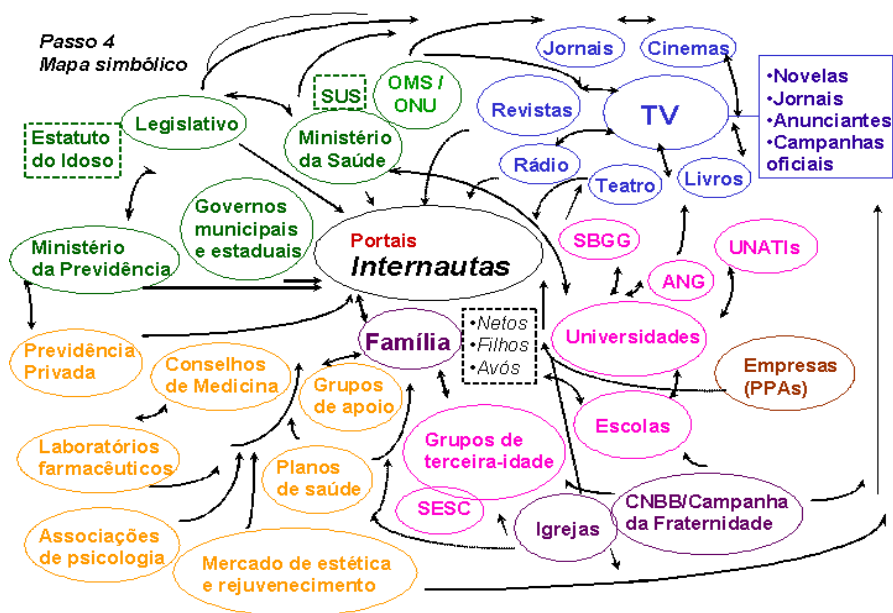 Passo 4
Mapa simbólico
Jornais
Cinemas
SUS
OMS /
ONU
Revistas
TV
•Novelas
•Jornais
•Anunciantes
•Campanhas
oficiais
Estatuto
do Idoso
Legislativo
Ministério
da Saúde
Rádio
Teatro
Livros
Governos
municipais
e estaduais
Portais
Internautas
SBGG
UNATIs
ANG
Ministério
da Previdência
Família
•Netos
•Filhos
•Avós
Universidades
Previdência
Privada
Conselhos
de Medicina
Grupos
de apoio
Empresas
(PPAs)
Escolas
Laboratórios
farmacêuticos
Planos
de saúde
Grupos de
terceira-idade
SESC
Igrejas
CNBB/Campanha
da Fraternidade
Associações
de psicologia
Mercado de estética
e rejuvenecimento